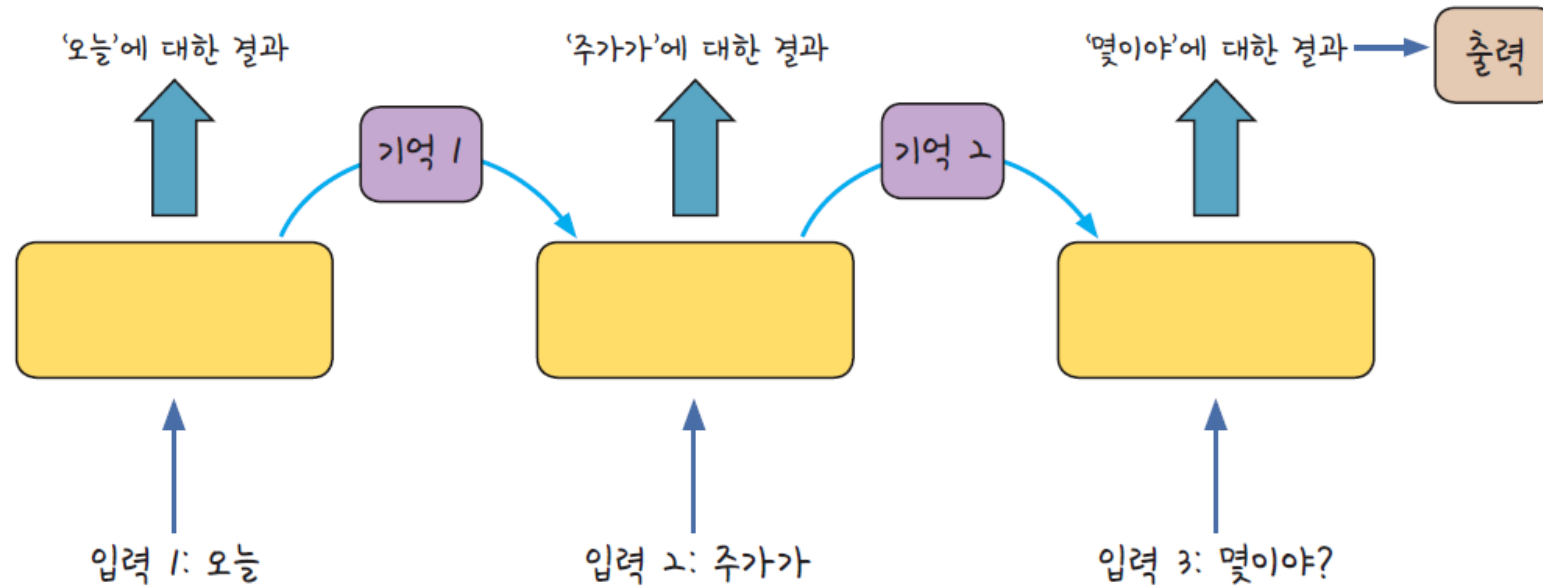 '오늘'에 대한 결과
'주가가'에 대한 결과
'몇이야'에 대한 결과
출력
기억 1
기억 2
입력 1: 오늘
입력 2: 주가가
입력 3: 몇이야?